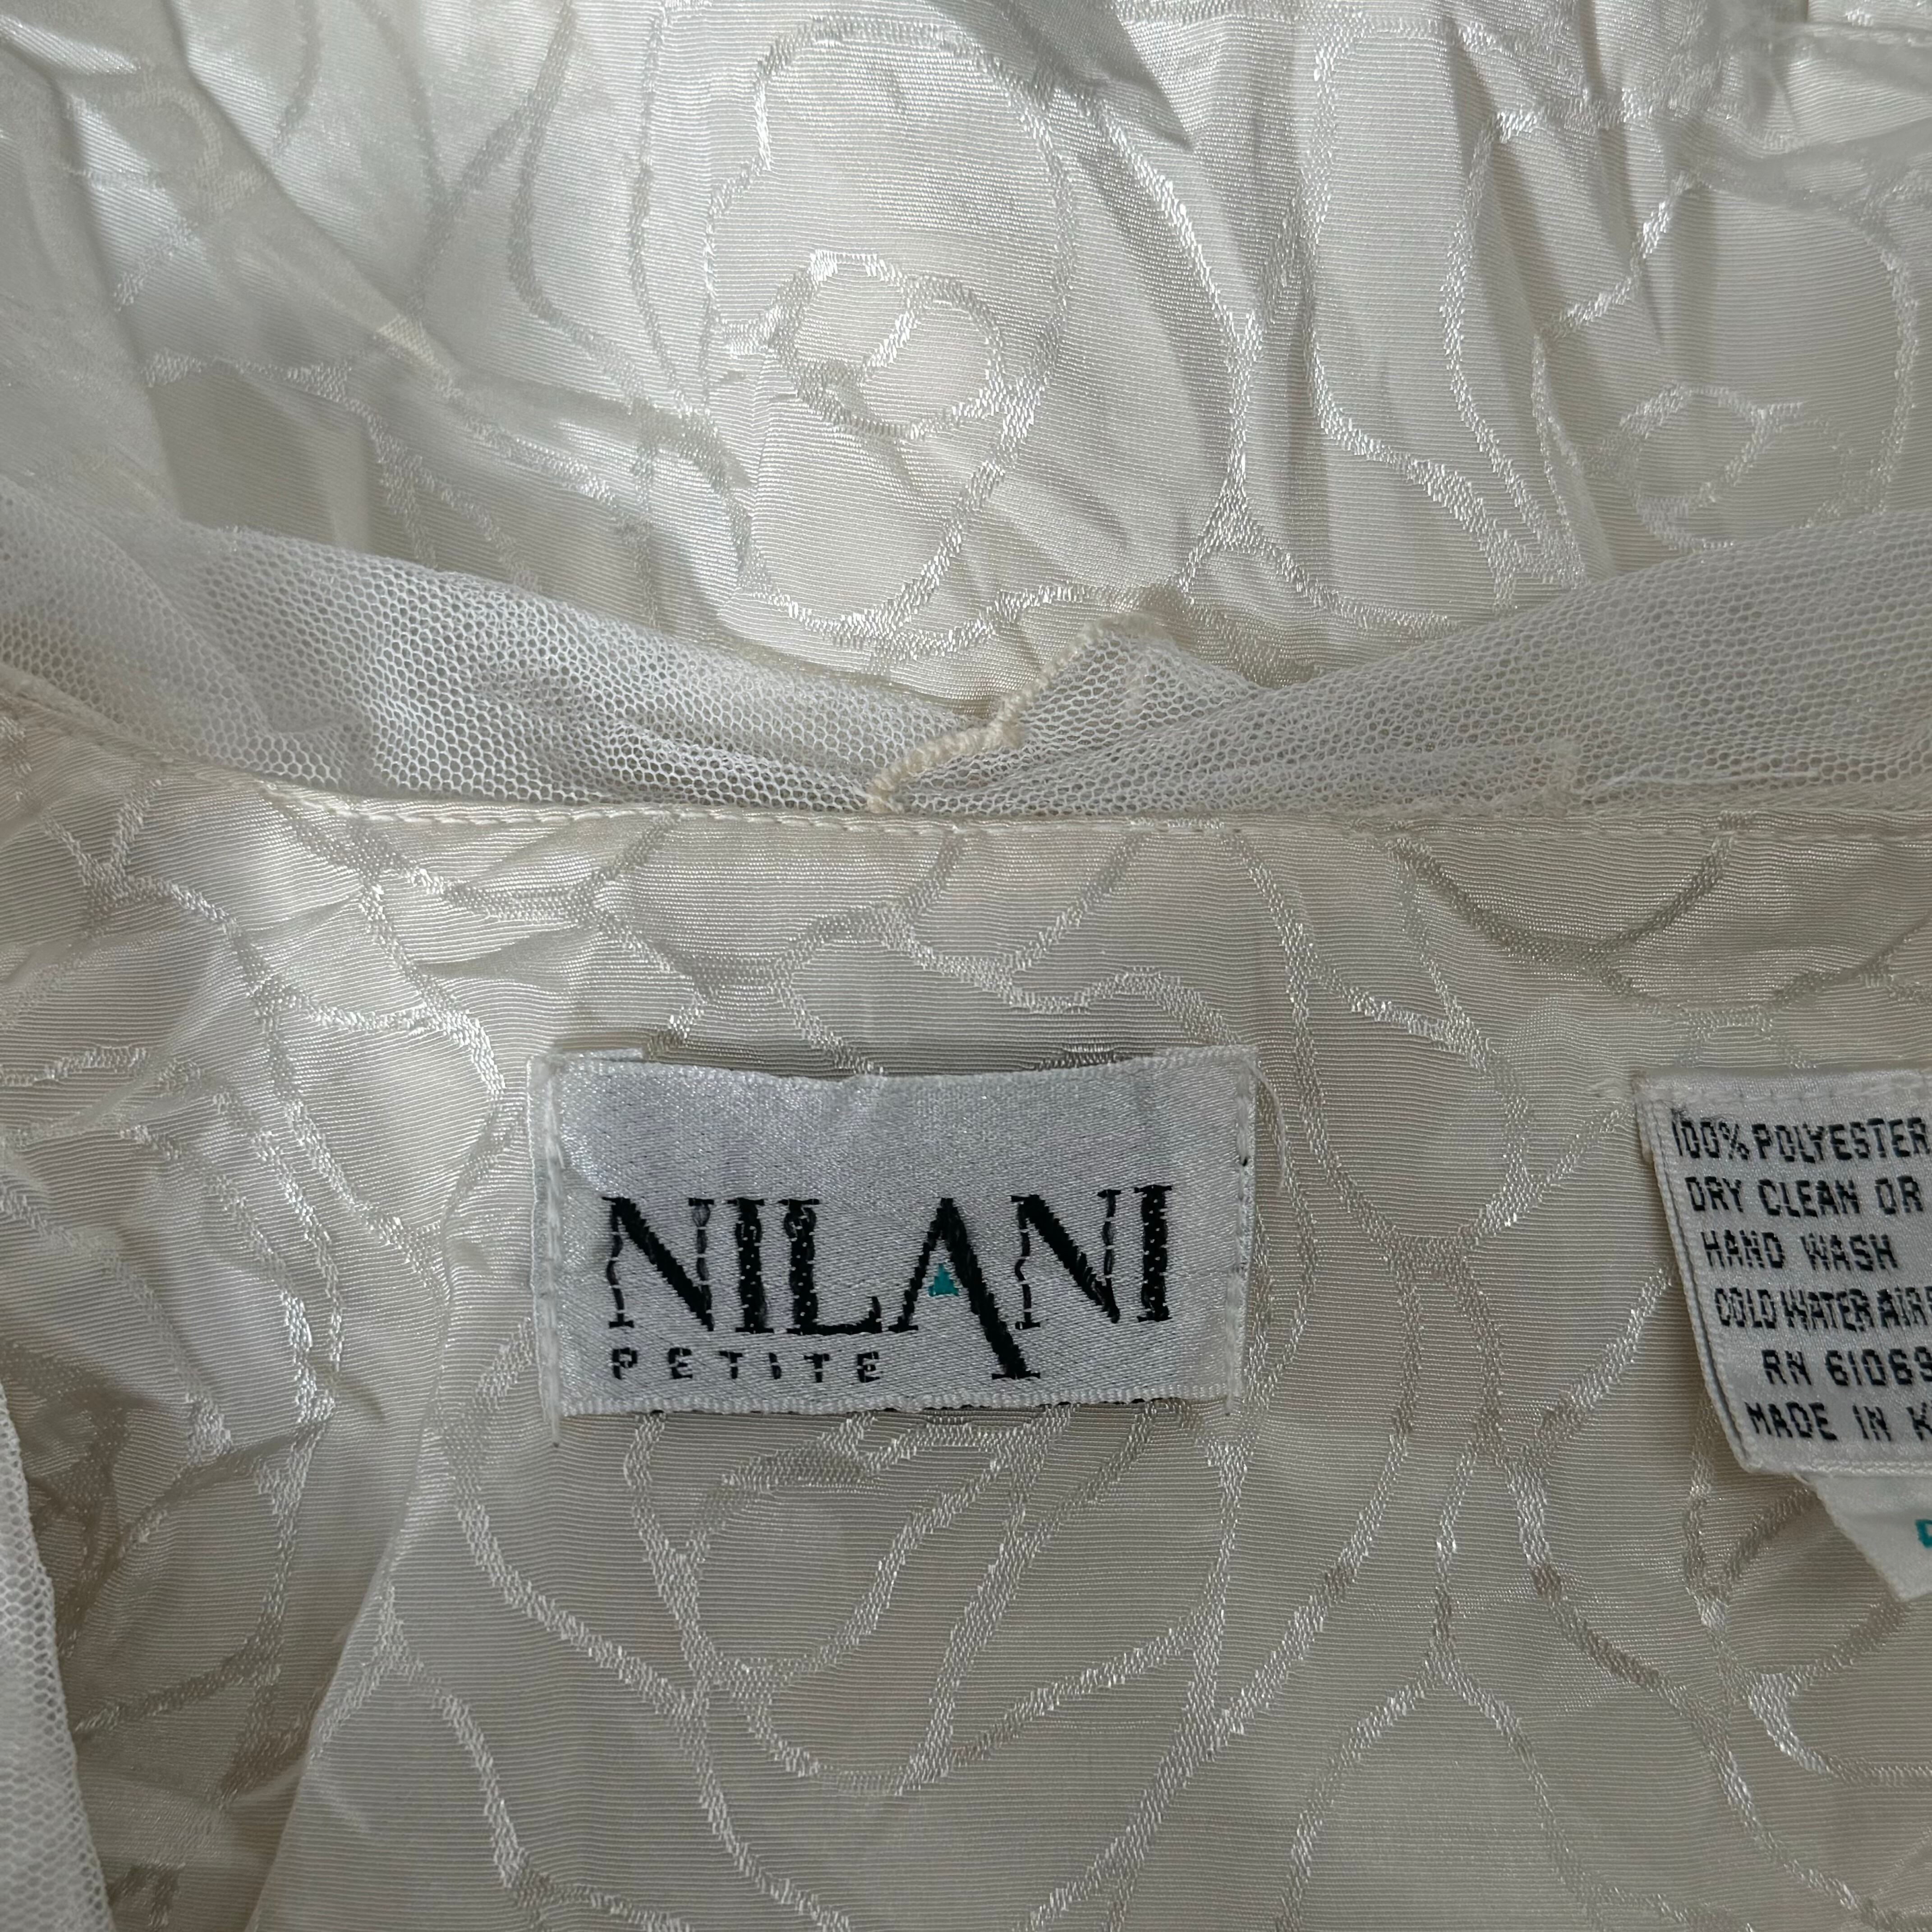 NILANI
PETITE
100% POLYESTER
DRY CLEAN OR
HAND WASH
COLD WATER AIR
RN 6106
MADE IN K